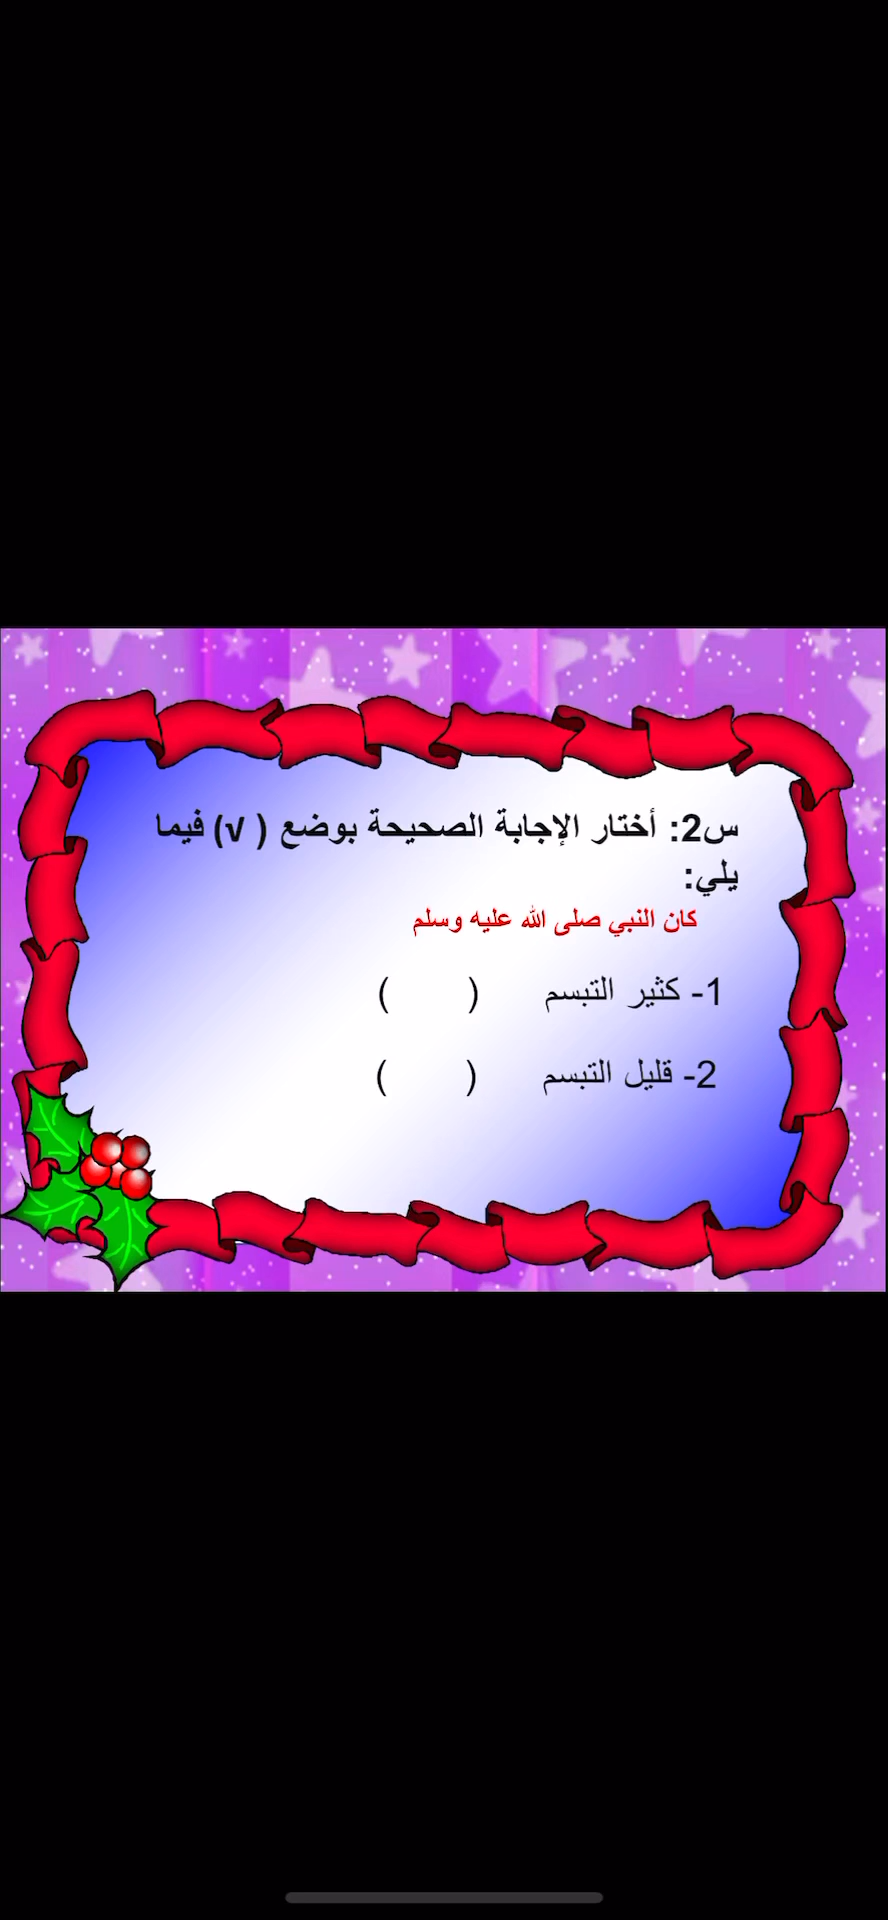 س2: أختار الإجابة الصحيحة بوضع ( √) فيما
يلي:
كان النبي صلى الله عليه وسلم
1- كثير التبسم ( )
2- قليل التبسم ( )